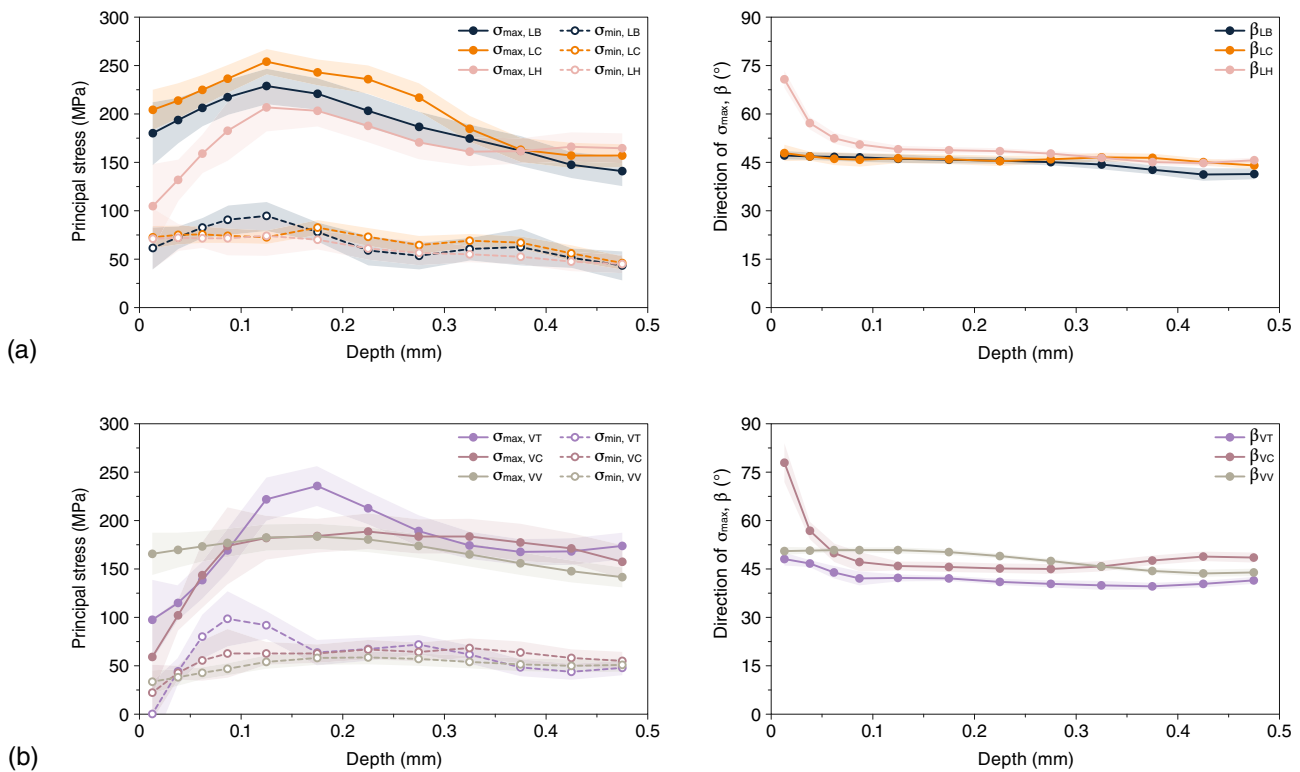 300
250
200
150
100
50
0
Principal stress (MPa)
σmax, LB
σmin, LB
σmax, LC
σmin, LC
σmax, LH
σmin, LH
0 0.1 0.2 0.3 0.4 0.5
Depth (mm)
(a)
90
75
60
45
30
15
0
Direction of σmax, β (°)
βLB
βLC
βLH
0 0.1 0.2 0.3 0.4 0.5
Depth (mm)
300
250
200
150
100
50
0
Principal stress (MPa)
σmax, VT
σmin, VT
σmax, VC
σmin, VC
σmax, VV
σmin, VV
0 0.1 0.2 0.3 0.4 0.5
Depth (mm)
(b)
90
75
60
45
30
15
0
Direction of σmax, β (°)
βVT
βVC
βVV
0 0.1 0.2 0.3 0.4 0.5
Depth (mm)